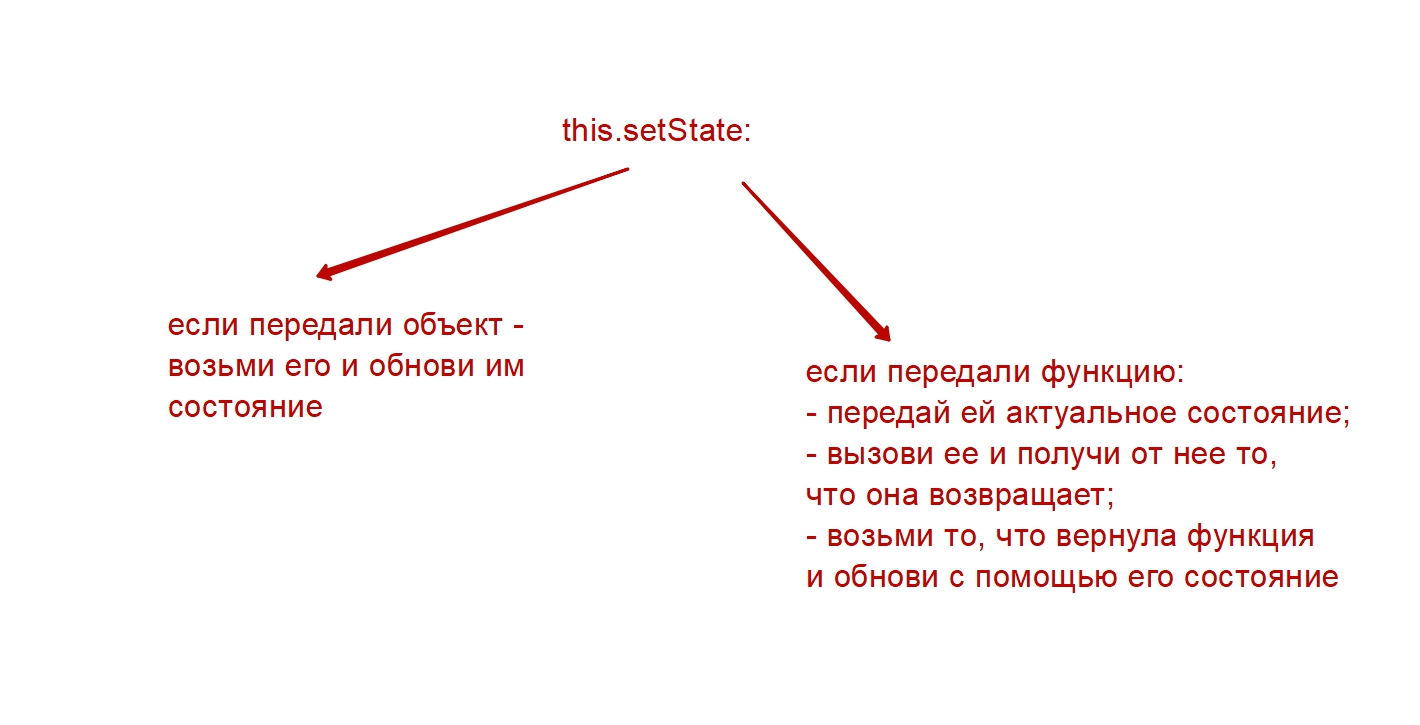 this.setState:
если передали объект -
возьми его и обнови им
состояние
если передали функцию:
- передай ей актуальное состояние;
- вызови ее и получи от нее то,
что она возвращает;
- возьми то, что вернула функция
и обнови с помощью его состояние